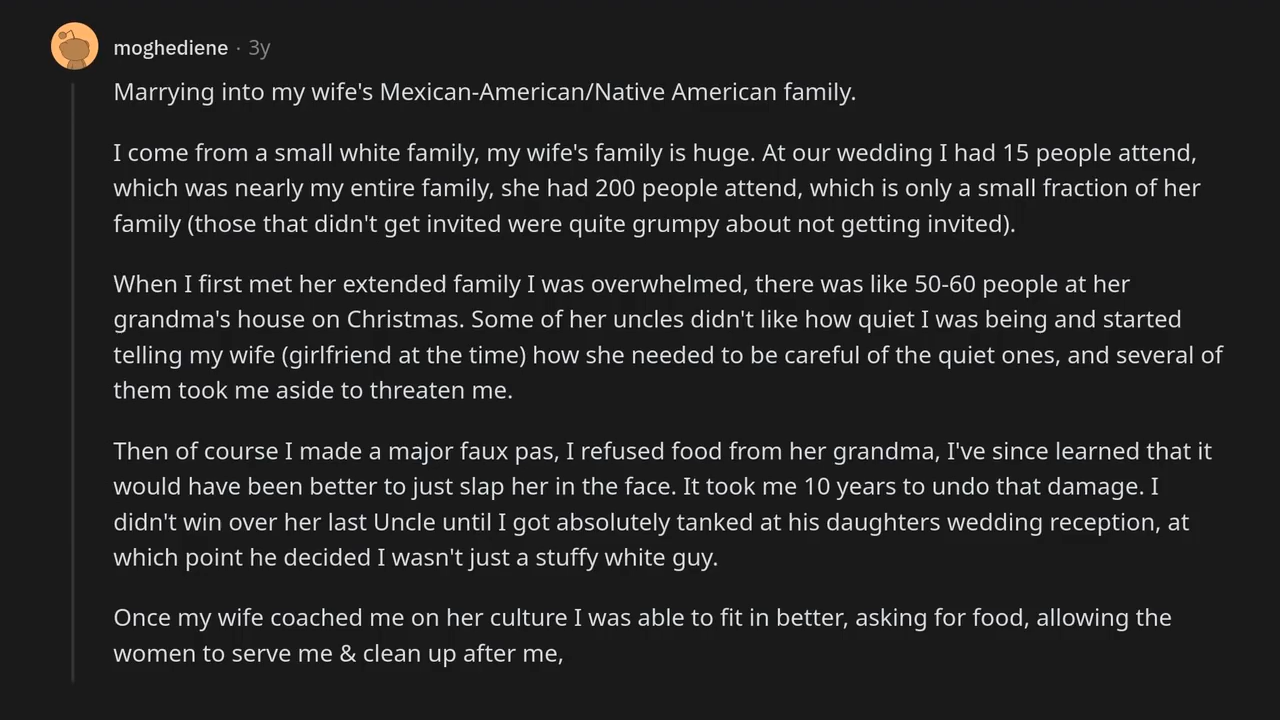 moghediene · 3y
Marrying into my wife's Mexican-American/Native American family.
I come from a small white family, my wife's family is huge. At our wedding I had 15 people attend,
which was nearly my entire family, she had 200 people attend, which is only a small fraction of her
family (those that didn't get invited were quite grumpy about not getting invited).
When I first met her extended family I was overwhelmed, there was like 50-60 people at her
grandma's house on Christmas. Some of her uncles didn't like how quiet I was being and started
telling my wife (girlfriend at the time) how she needed to be careful of the quiet ones, and several of
them took me aside to threaten me.
Then of course I made a major faux pas, I refused food from her grandma, I've since learned that it
would have been better to just slap her in the face. It took me 10 years to undo that damage. I
didn't win over her last Uncle until I got absolutely tanked at his daughters wedding reception, at
which point he decided I wasn't just a stuffy white guy.
Once my wife coached me on her culture I was able to fit in better, asking for food, allowing the
women to serve me & clean up after me,